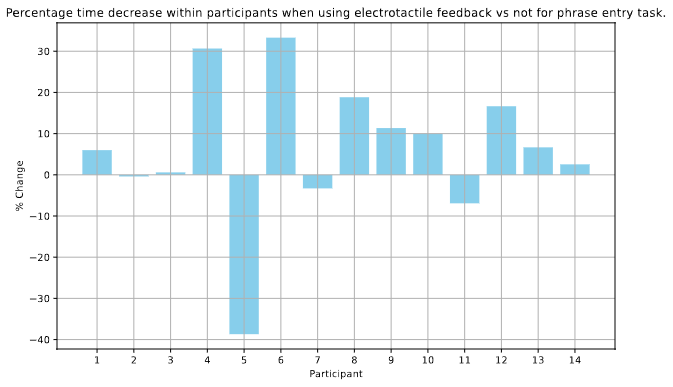 Percentage time decrease within participants when using electrotactile feedback vs not for phrase entry task.
% Change
30
20
10
0
−10
−20
−30
−40
1 2 3 4 5 6 7 8 9 10 11 12 13 14
Participant